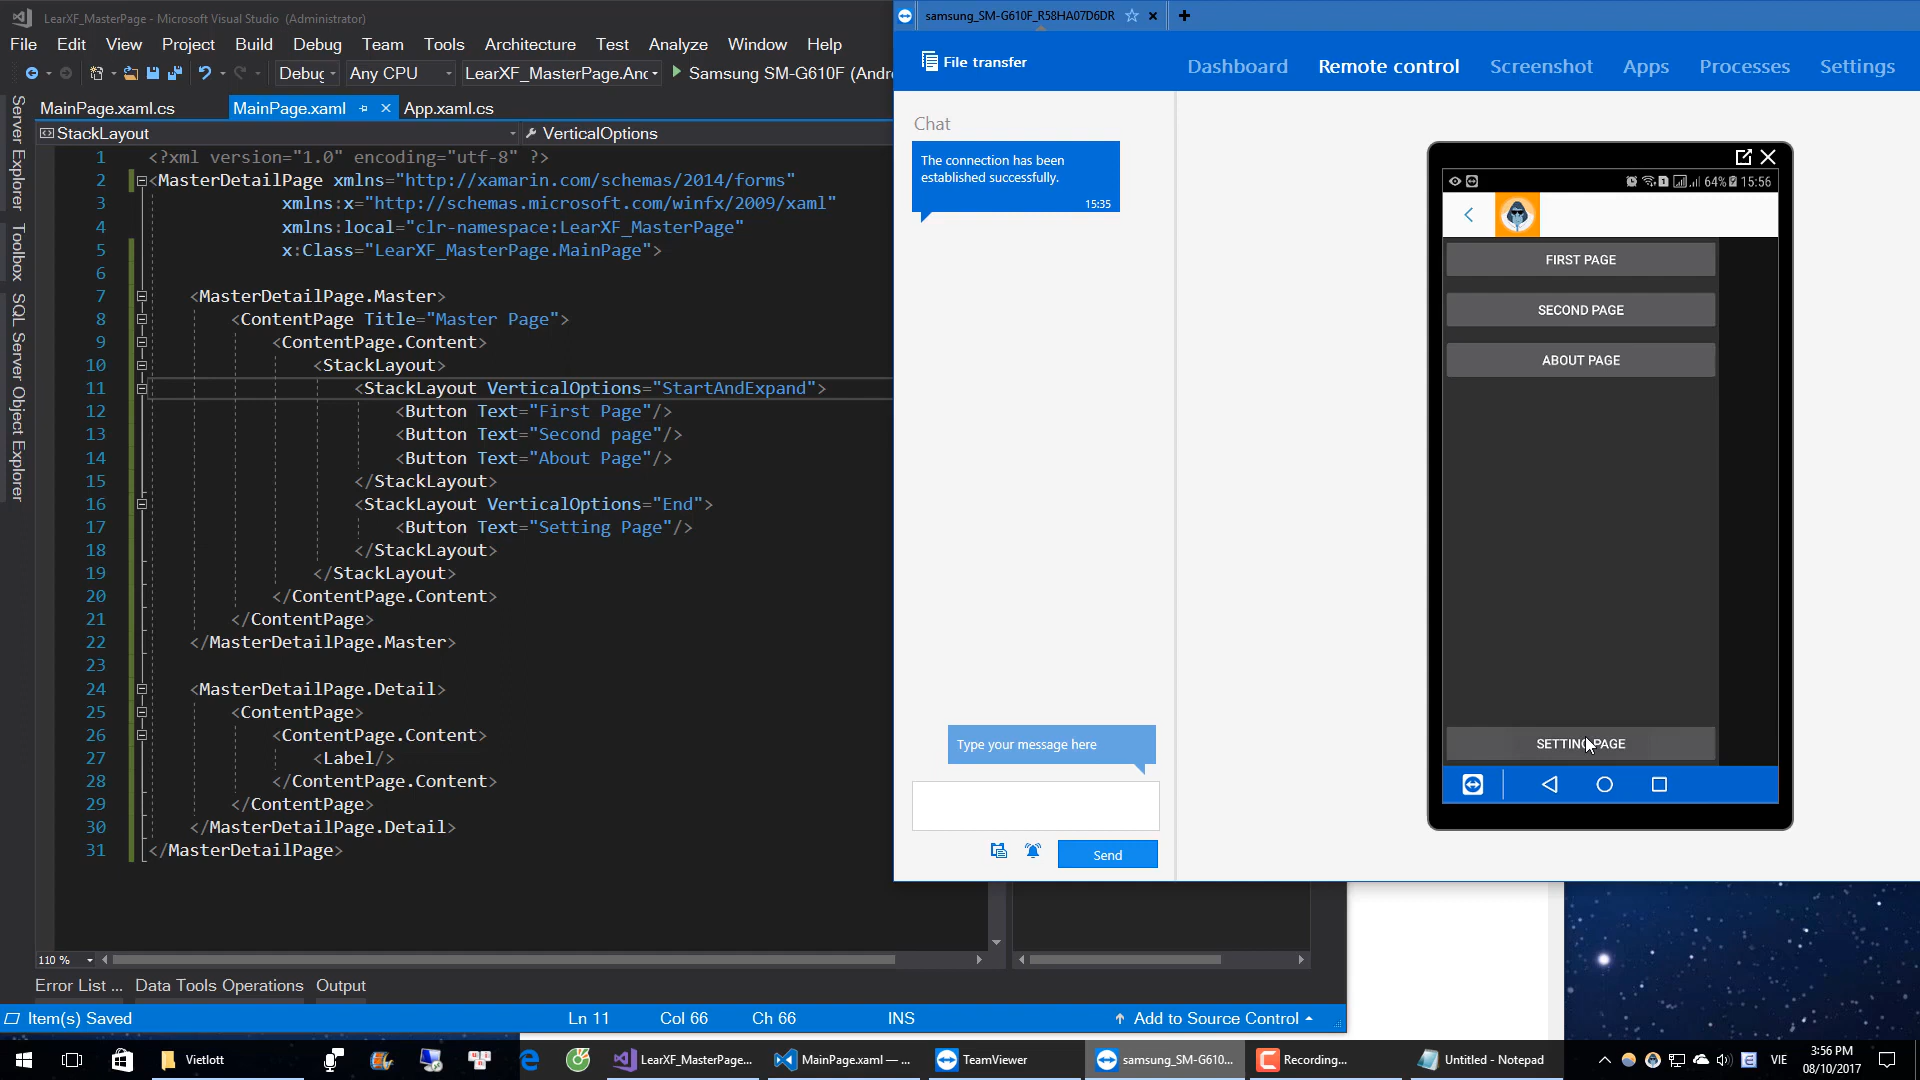 LearXF_MasterPage - Microsoft Visual Studio (Administrator)
File Edit View Project Build Debug Team Tools Architecture Test Analyze Window Help
Debug Any CPU LearXF_MasterPage.Anc Samsung SM-G610F (Andr
MainPage.xaml.cs MainPage.xaml App.xaml.cs
StackLayout VerticalOptions
Server Explorer
Toolbox
SQL Server Object Explorer
1 <?xml version="1.0" encoding="utf-8" ?>
2 <MasterDetailPage xmlns="http://xamarin.com/schemas/2014/forms"
3 xmlns:x="http://schemas.microsoft.com/winfx/2009/xaml"
4 xmlns:local="clr-namespace:LearXF_MasterPage"
5 x:Class="LearXF_MasterPage.MainPage">
6
7 <MasterDetailPage.Master>
8 <ContentPage Title="Master Page">
9 <ContentPage.Content>
10 <StackLayout>
11 <StackLayout VerticalOptions="StartAndExpand">
12 <Button Text="First Page"/>
13 <Button Text="Second page"/>
14 <Button Text="About Page"/>
15 </StackLayout>
16 <StackLayout VerticalOptions="End">
17 <Button Text="Setting Page"/>
18 </StackLayout>
19 </StackLayout>
20 </ContentPage.Content>
21 </ContentPage>
22 </MasterDetailPage.Master>
23
24 <MasterDetailPage.Detail>
25 <ContentPage>
26 <ContentPage.Content>
27 <Label/>
28 </ContentPage.Content>
29 </ContentPage>
30 </MasterDetailPage.Detail>
31 </MasterDetailPage>
110 %
Error List ... Data Tools Operations Output
Item(s) Saved Ln 11 Col 66 Ch 66 INS Add to Source Control
samsung_SM-G610F_R58HA07D6DR
File transfer
Dashboard Remote control Screenshot Apps Processes Settings
Chat
The connection has been
established successfully.
15:35
Type your message here
Send
64% 15:56
FIRST PAGE
SECOND PAGE
ABOUT PAGE
SETTING PAGE
Vietlott LearXF_MasterPage... MainPage.xaml — ... TeamViewer samsung_SM-G610... Recording... Untitled - Notepad VIE 3:56 PM
08/10/2017